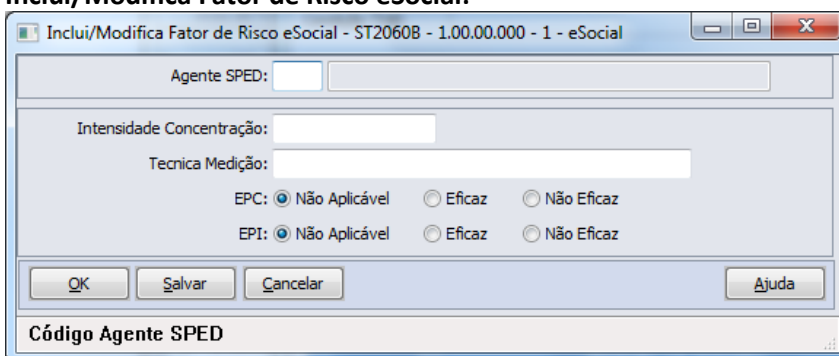 Inclui/Modifica Fator de Risco eSocial:
Inclui/Modifica Fator de Risco eSocial - ST2060B - 1.00.00.000 - 1 - eSocial
Agente SPED:
Intensidade Concentração:
Tecnica Medição:
EPC: Não Aplicável Eficaz Não Eficaz
EPI: Não Aplicável Eficaz Não Eficaz
OK Salvar Cancelar Ajuda
Código Agente SPED